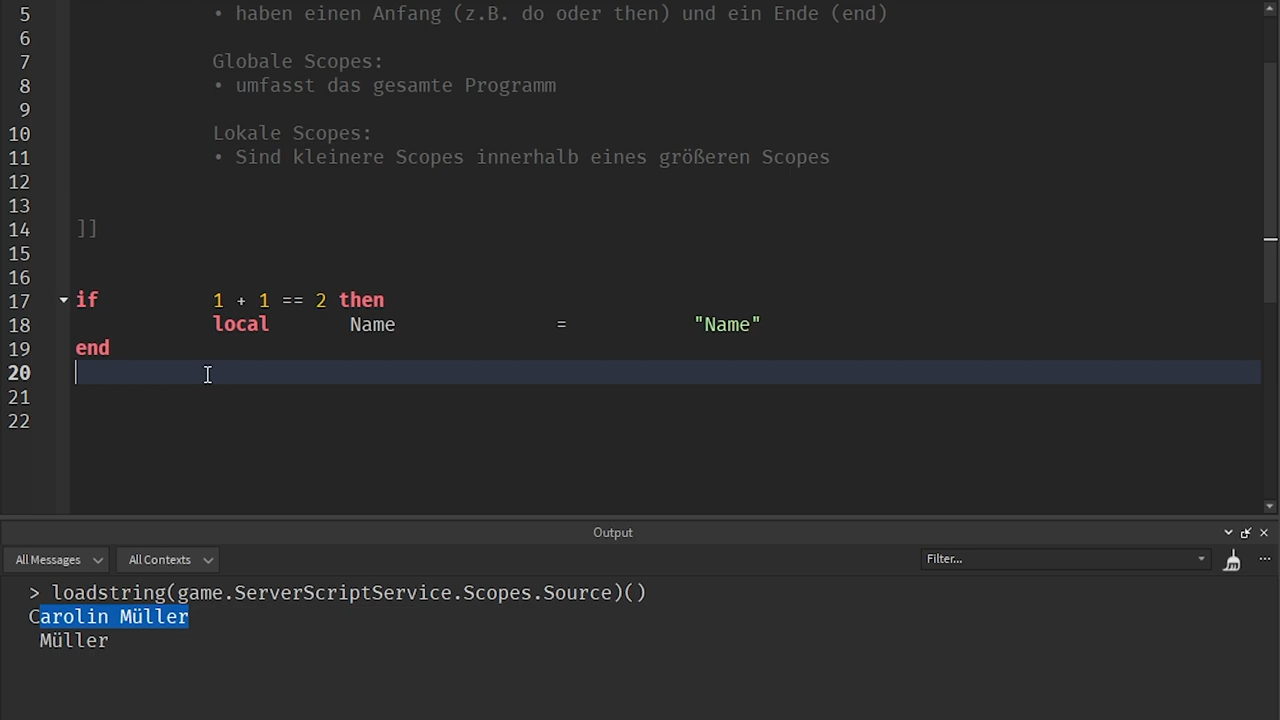 5 • haben einen Anfang (z.B. do oder then) und ein Ende (end)
6
7 Globale Scopes:
8 • umfasst das gesamte Programm
9
10 Lokale Scopes:
11 • Sind kleinere Scopes innerhalb eines größeren Scopes
12
13
14 ]]
15
16
17 if 1 + 1 == 2 then
18 local Name = "Name"
19 end
20
21
22
Output
All Messages All Contexts Filter... ...
> loadstring(game.ServerScriptService.Scopes.Source)()
Carolin Müller
Müller